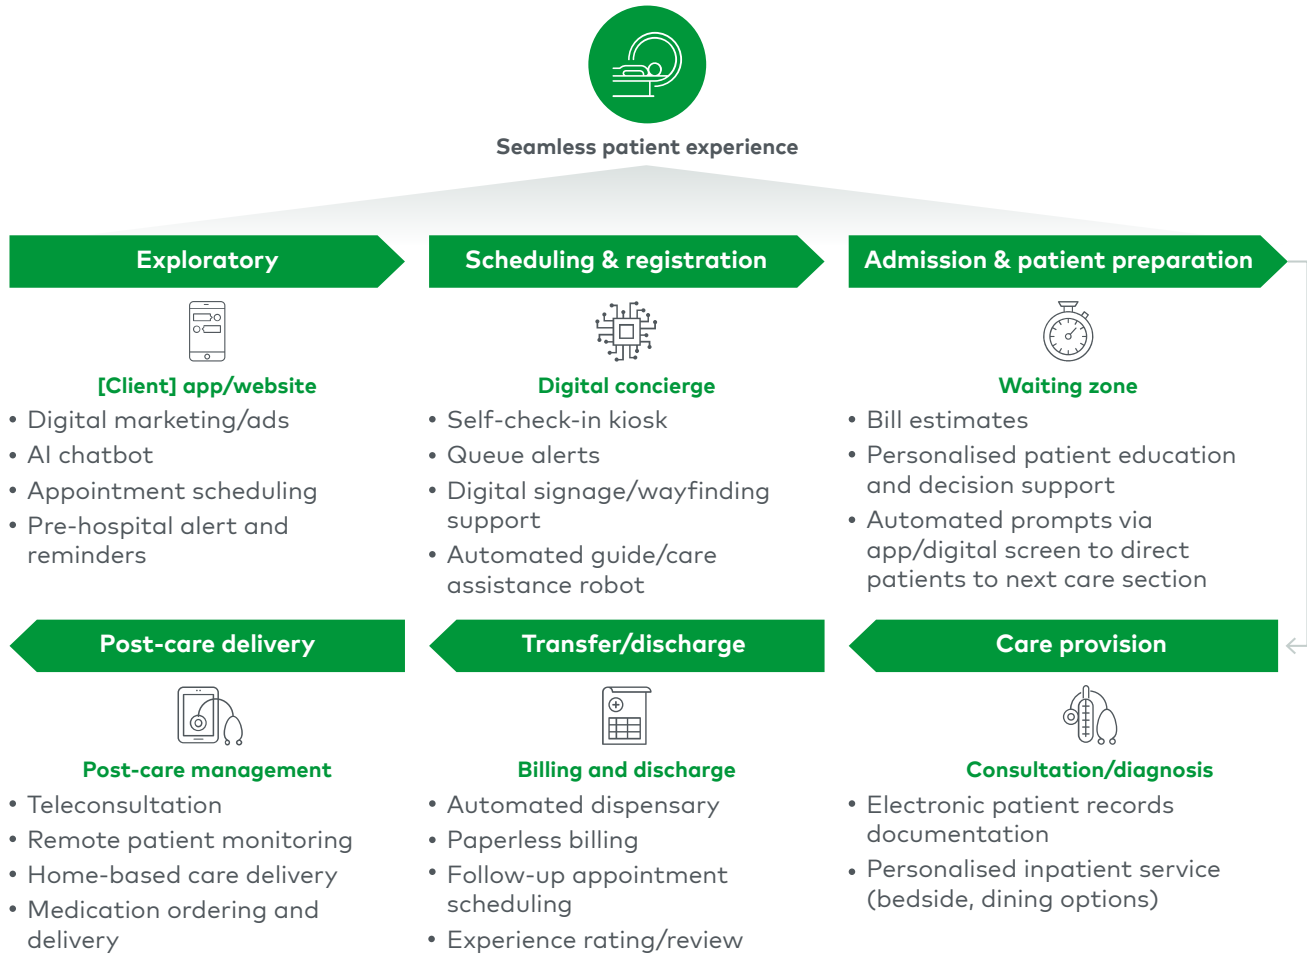 Seamless patient experience
Exploratory
[Client] app/website
• Digital marketing/ads
• AI chatbot
• Appointment scheduling
• Pre-hospital alert and
reminders
Scheduling & registration
Digital concierge
• Self-check-in kiosk
• Queue alerts
• Digital signage/wayfinding
support
• Automated guide/care
assistance robot
Admission & patient preparation
Waiting zone
• Bill estimates
• Personalised patient education
and decision support
• Automated prompts via
app/digital screen to direct
patients to next care section
Care provision
Consultation/diagnosis
• Electronic patient records
documentation
• Personalised inpatient service
(bedside, dining options)
Transfer/discharge
Billing and discharge
• Automated dispensary
• Paperless billing
• Follow-up appointment
scheduling
• Experience rating/review
Post-care delivery
Post-care management
• Teleconsultation
• Remote patient monitoring
• Home-based care delivery
• Medication ordering and
delivery